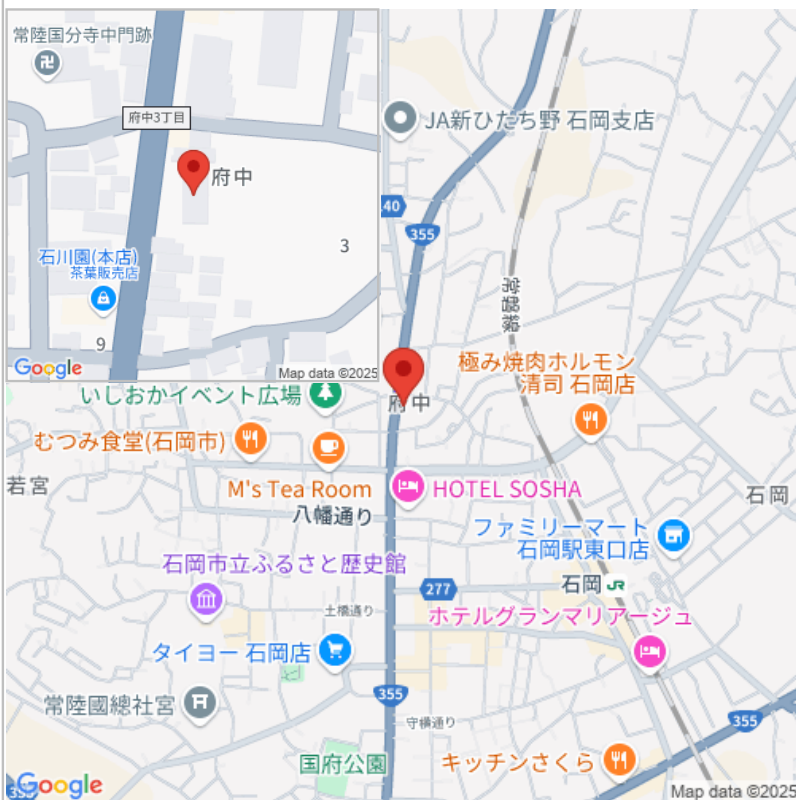 常陸国分寺中門跡
府中3丁目
府中
3
石川園(本店)
茶葉販売店
9
Google
Map data ©2025
JA新ひたち野 石岡支店
40
355
常磐線
極み焼肉ホルモン
清司 石岡店
いしおかイベント広場
府中
むつみ食堂(石岡市)
M's Tea Room
HOTEL SOSHA
若宮
石岡
八幡通り
ファミリーマート
石岡駅東口店
石岡市立ふるさと歴史館
277
石岡 JR
土橋通り
ホテルグランマリアージュ
タイヨー 石岡店
355
常陸國總社宮
守横通り
355
国府公園
キッチンさくら
Google
Map data ©2025